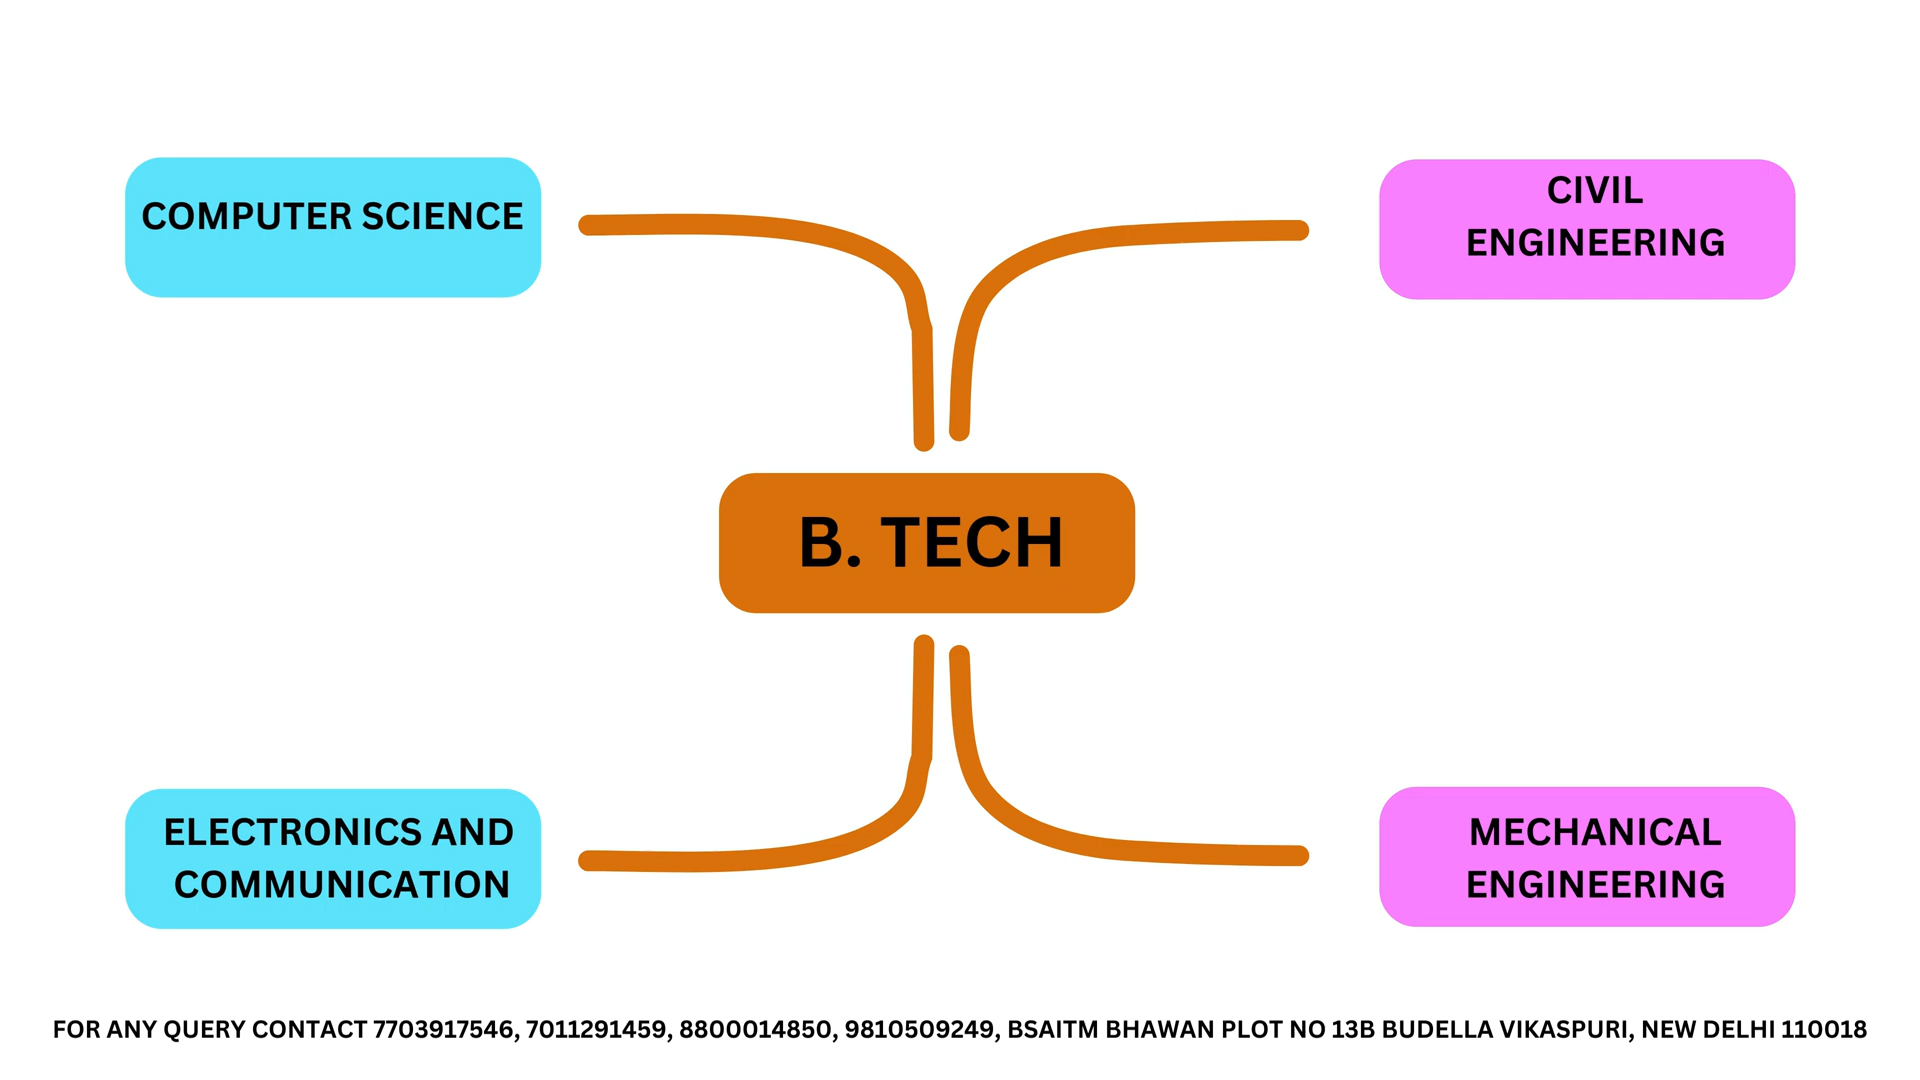 COMPUTER SCIENCE
CIVIL
ENGINEERING
B. TECH
ELECTRONICS AND
COMMUNICATION
MECHANICAL
ENGINEERING
FOR ANY QUERY CONTACT 7703917546, 7011291459, 8800014850, 9810509249, BSAITM BHAWAN PLOT NO 13B BUDELLA VIKASPURI, NEW DELHI 110018